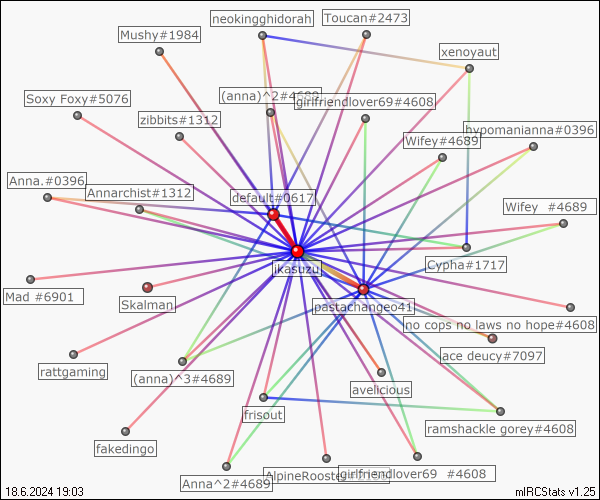 neokingghidorah
Toucan#2473
Mushy#1984
xenoyaut
Soxy Foxy#5076
(anna)^2#4689
girlfriendlover69#4608
zibbits#1312
hypomanianna#0396
Wifey#4689
Anna.#0396
Annarchist#1312
default#0617
Wifey #4689
Cypha#1717
ikasuzu
Mad #6901
Skalman
pastachangeo41
no cops no laws no hope#4608
ace deucy#7097
rattgaming
(anna)^3#4689
avelicious
frisout
ramshackle gorey#4608
fakedingo
Anna^2#4689
AlpineRooster
girlfriendlover69 #4608
18.6.2024 19:03
mIRCStats v1.25